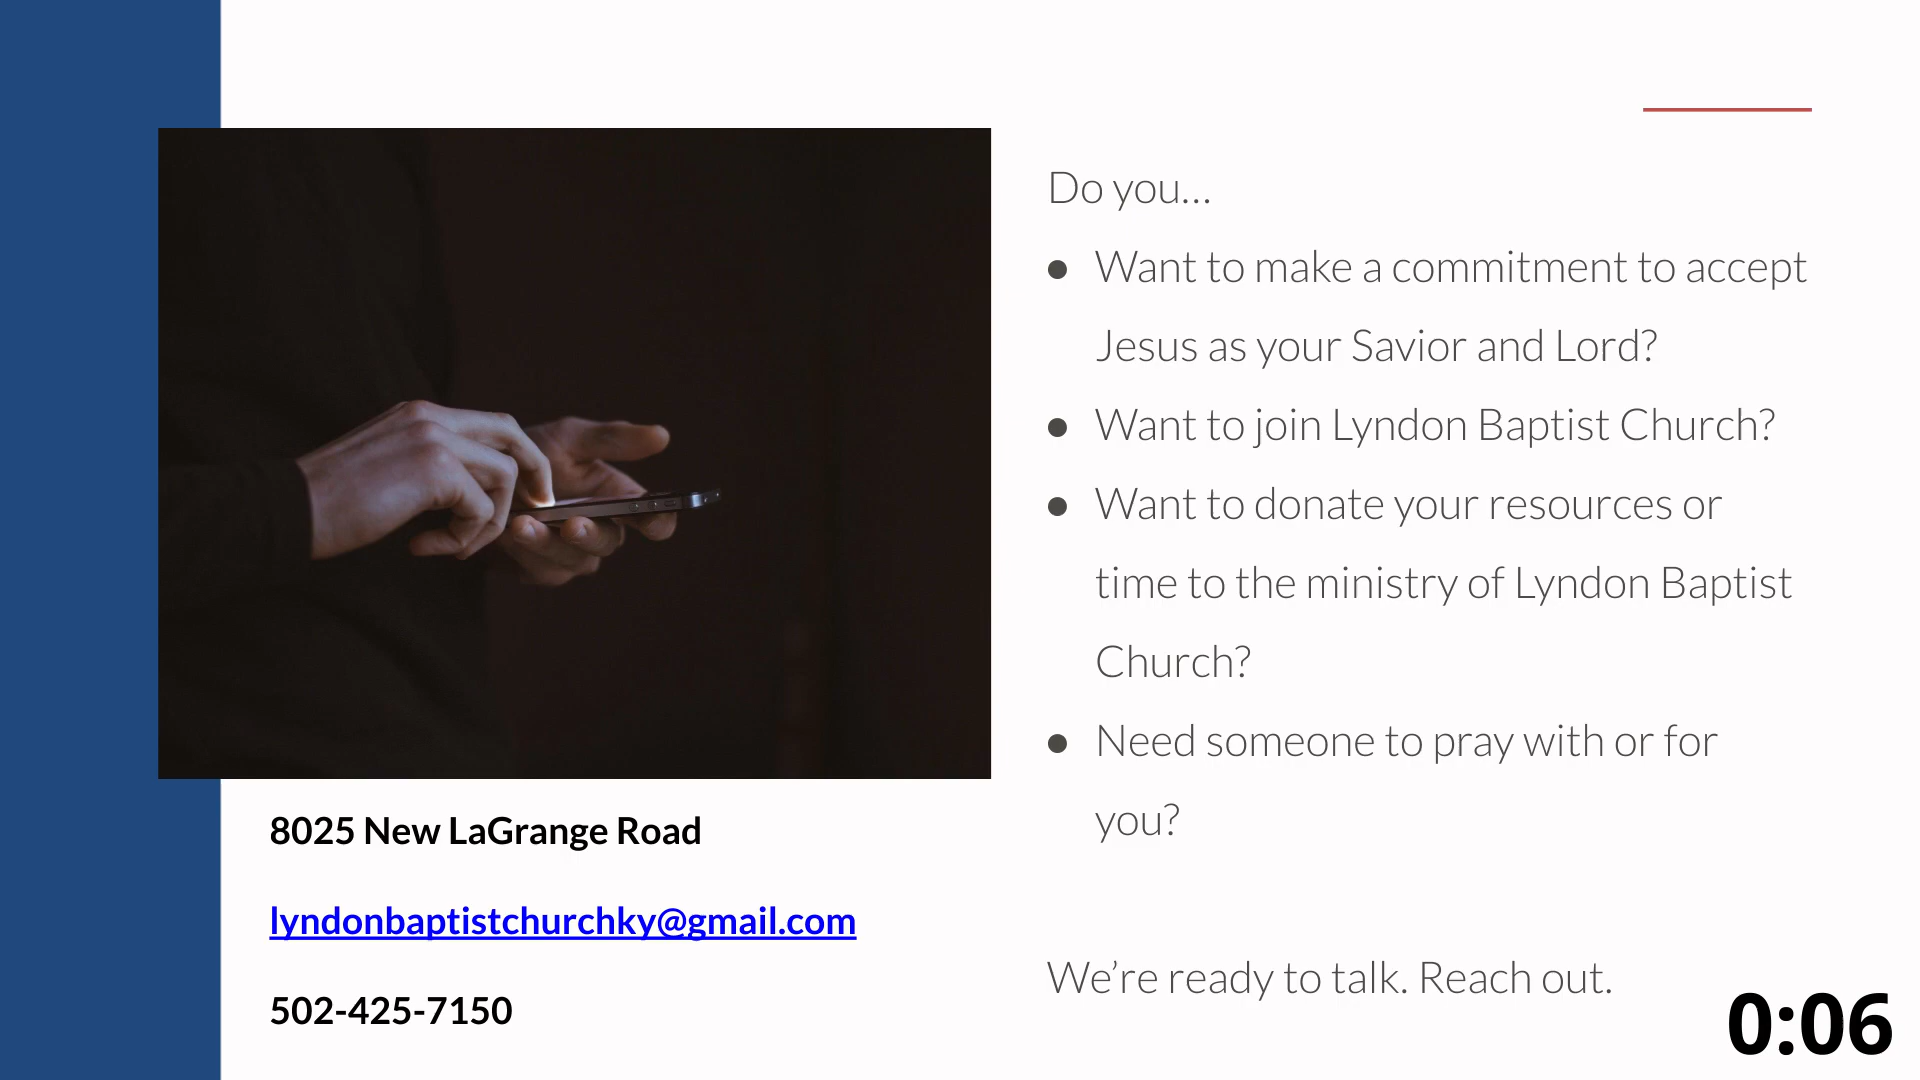 Do you...
● Want to make a commitment to accept
Jesus as your Savior and Lord?
● Want to join Lyndon Baptist Church?
● Want to donate your resources or
time to the ministry of Lyndon Baptist
Church?
● Need someone to pray with or for
you?
We’re ready to talk. Reach out.
8025 New LaGrange Road
lyndonbaptistchurchky@gmail.com
502-425-7150
0:06